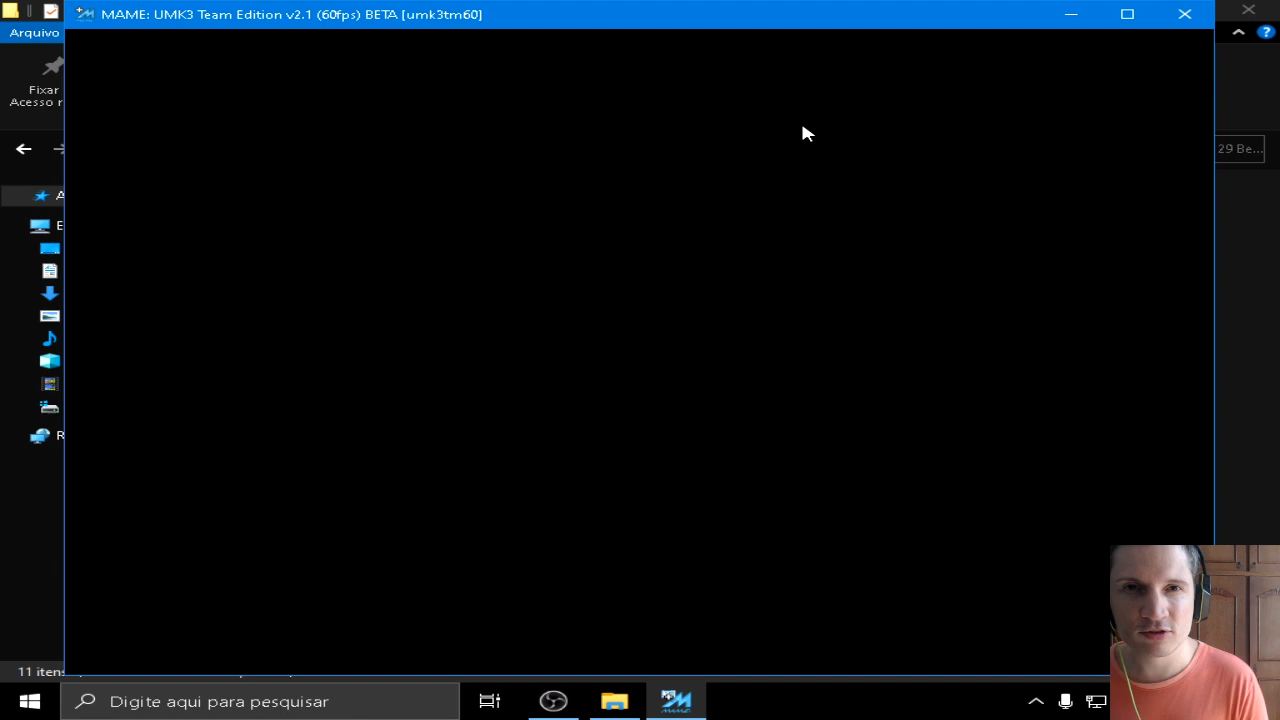 MAME: UMK3 Team Edition v2.1 (60fps) BETA [umk3tm60]
Arquivo
Fixar
Acesso r
29 Be...
A
E
R
11 itens
Digite aqui para pesquisar